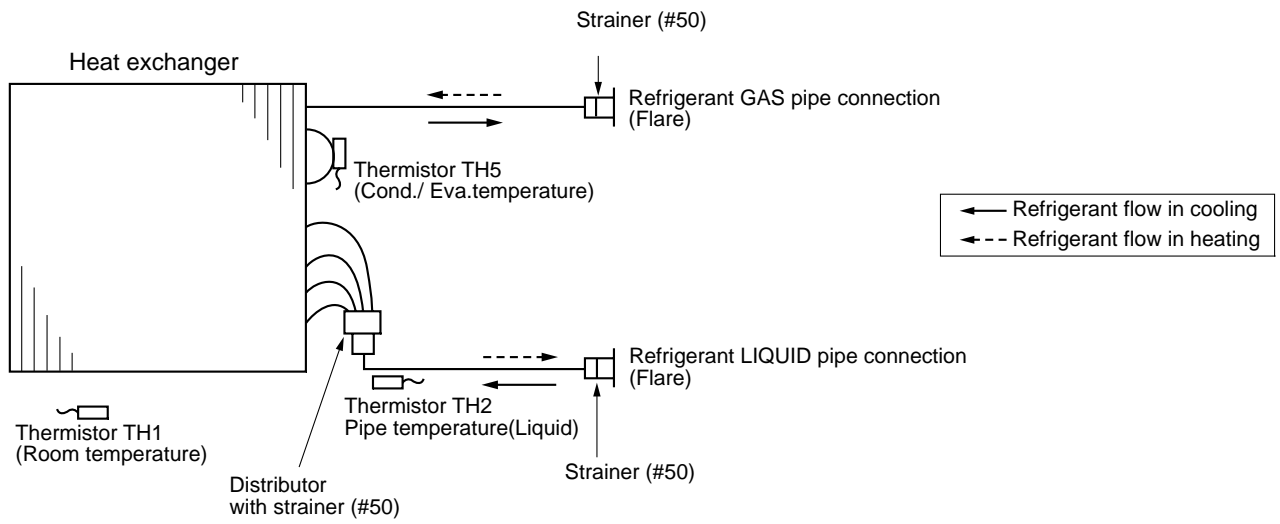 Strainer (#50)
Heat exchanger
Refrigerant GAS pipe connection
(Flare)
Thermistor TH5
(Cond./ Eva.temperature)
Refrigerant flow in cooling
Refrigerant flow in heating
Refrigerant LIQUID pipe connection
(Flare)
Thermistor TH2
Pipe temperature(Liquid)
Thermistor TH1
(Room temperature)
Strainer (#50)
Distributor
with strainer (#50)